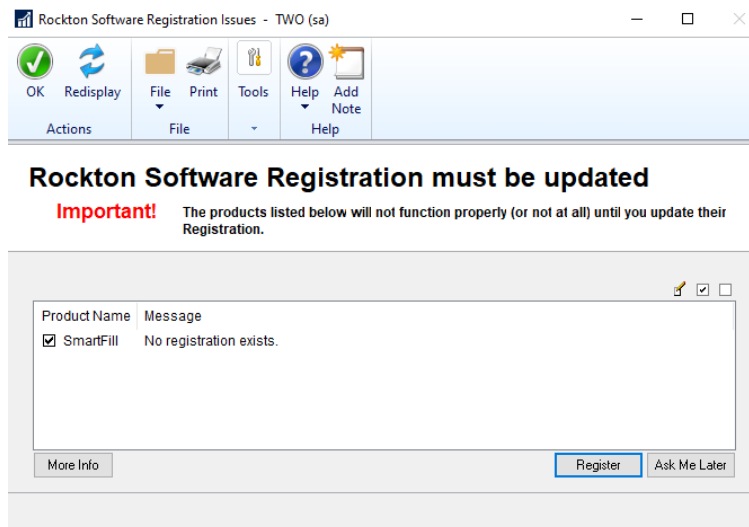 Rockton Software Registration Issues - TWO (sa)
OK Redisplay File Print Tools Help Add Note
Actions File Help
Rockton Software Registration must be updated
Important! The products listed below will not function properly (or not at all) until you update their
Registration.
Product Name Message
SmartFill No registration exists.
More Info Register Ask Me Later